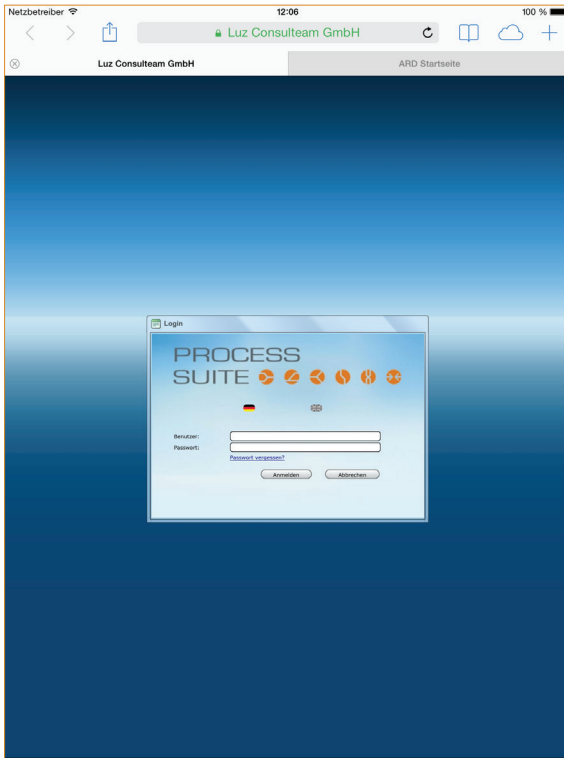 Netzbetreiber 12:06 100 %
Luz Consulteam GmbH
Luz Consulteam GmbH ARD Startseite
Login
PROCESS
SUITE
Benutzer:
Passwort:
Passwort vergessen?
Anmelden Abbrechen